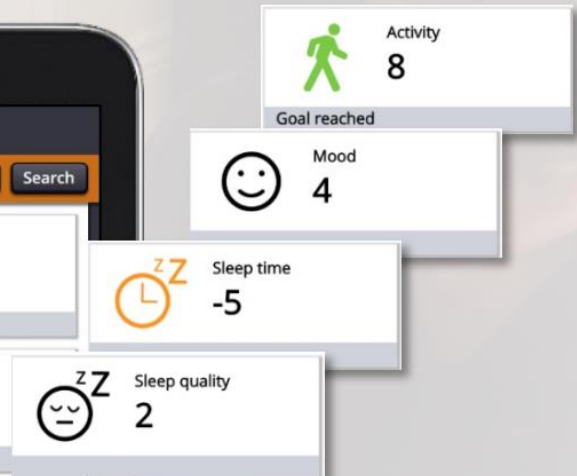 Activity
8
Goal reached
Mood
4
Search
Sleep time
-5
Sleep quality
2